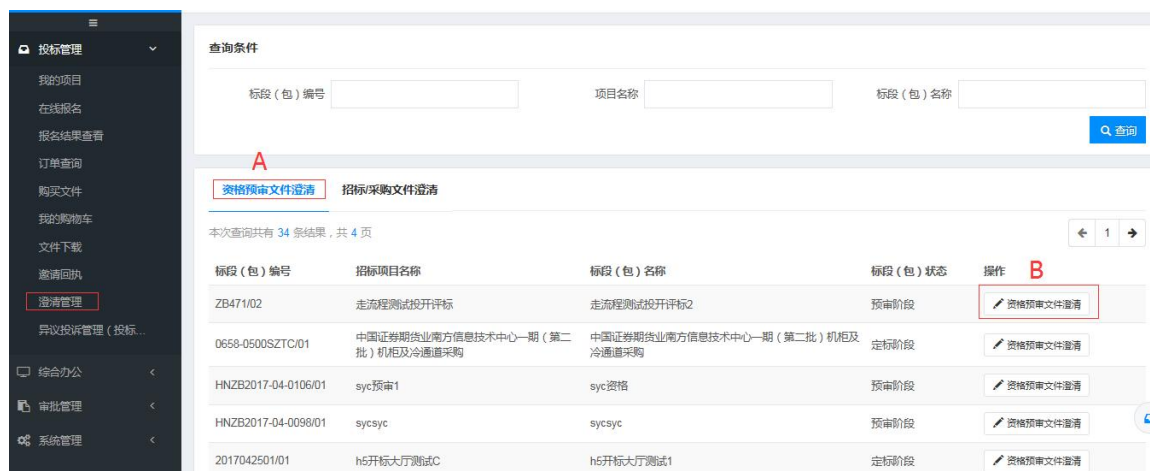 投标管理
我的项目
在线报名
报名结果查看
订单查询
购买文件
我的购物车
文件下载
邀请回执
澄清管理
异议投诉管理（投标...
综合办公
审批管理
系统管理
查询条件
标段（包）编号 项目名称 标段（包）名称
查询
A
资格预审文件澄清 招标/采购文件澄清
本次查询共有 34 条结果，共 4 页 1
标段（包）编号 招标项目名称 标段（包）名称 标段（包）状态 操作 B
ZB471/02 走流程测试投开评标 走流程测试投开评标2 预审阶段 资格预审文件澄清
0658-0500SZTC/01 中国证券期货业南方信息技术中心一期（第二批）机柜及冷通道采购 中国证券期货业南方信息技术中心一期（第二批）机柜及冷通道采购 定标阶段 资格预审文件澄清
HNZB2017-04-0106/01 syc预审1 syc资格 预审阶段 资格预审文件澄清
HNZB2017-04-0098/01 sycsyc sycsyc 预审阶段 资格预审文件澄清
2017042501/01 h5开标大厅测试C h5开标大厅测试1 定标阶段 资格预审文件澄清